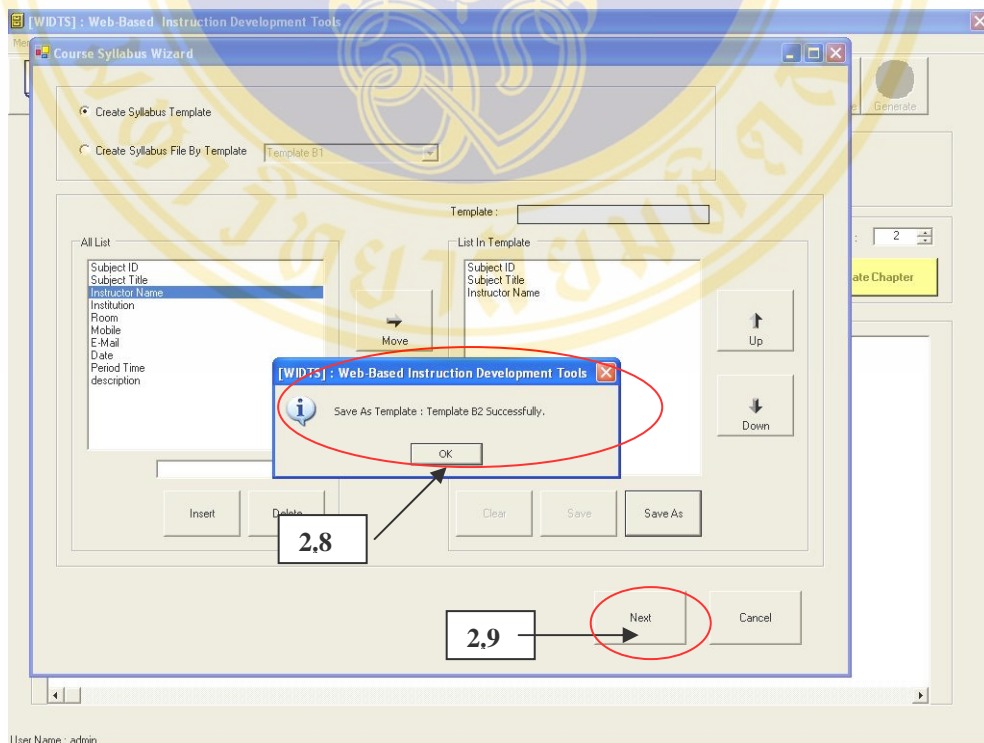 [WIDTS] : Web-Based Instruction Development Tools
Course Syllabus Wizard
Create Syllabus Template
Create Syllabus File By Template
Template B1
Generate
Template :
: 2
ate Chapter
All List
Subject ID
Subject Title
Instructor Name
Institution
Room
Mobile
E-Mail
Date
Period Time
description
Move
List In Template
Subject ID
Subject Title
Instructor Name
Up
Down
[WIDTS] : Web-Based Instruction Development Tools
Save As Template : Template B2 Successfully.
OK
Insert
Delete
Clear
Save
Save As
2.8
2.9
Next
Cancel
User Name : admin